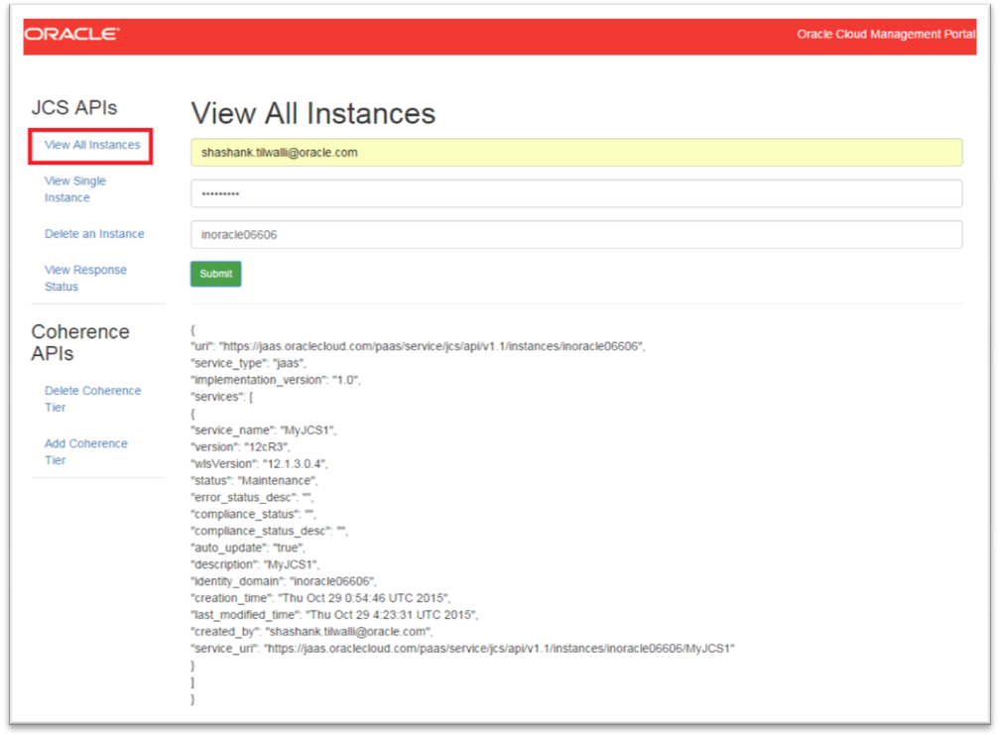 ORACLE
Oracle Cloud Management Portal
JCS APIs
View All Instances
View Single
Instance
Delete an Instance
View Response
Status
Coherence
APIs
Delete Coherence
Tier
Add Coherence
Tier
View All Instances
shashank.tilwalli@oracle.com
•••••••••
inoracle06606
Submit
{
"uri": "https://jaas.oraclecloud.com/paas/service/jcs/api/v1.1/instances/inoracle06606",
"service_type": "jaas",
"implementation_version": "1.0",
"services": [
{
"service_name": "MyJCS1",
"version": "12cR3",
"wlsVersion": "12.1.3.0.4",
"status": "Maintenance",
"error_status_desc": "",
"compliance_status": "",
"compliance_status_desc": "",
"auto_update": "true",
"description": "MyJCS1",
"identity_domain": "inoracle06606",
"creation_time": "Thu Oct 29 0:54:46 UTC 2015",
"last_modified_time": "Thu Oct 29 4:23:31 UTC 2015",
"created_by": "shashank.tilwalli@oracle.com",
"service_uri": "https://jaas.oraclecloud.com/paas/service/jcs/api/v1.1/instances/inoracle06606/MyJCS1"
}
]
}